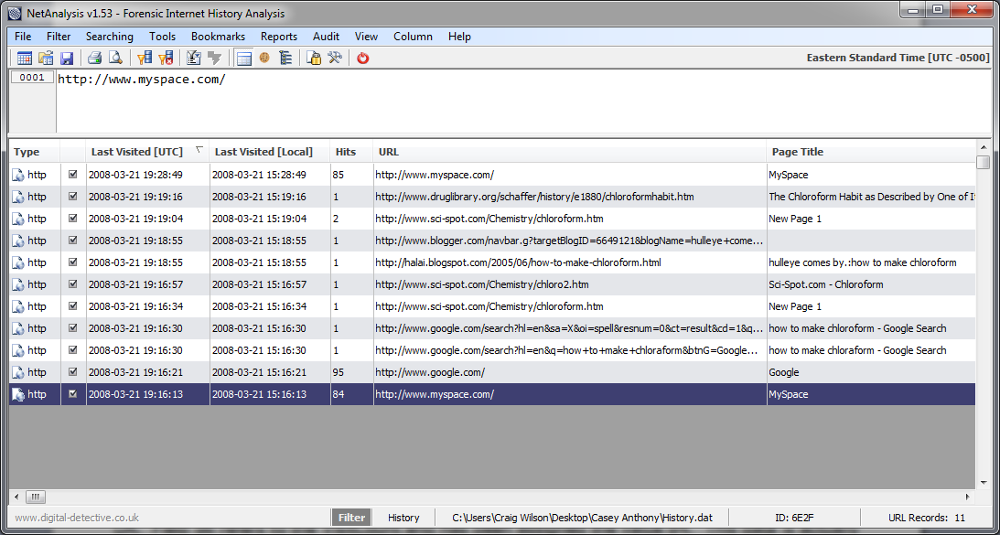 NetAnalysis v1.53 - Forensic Internet History Analysis
File Filter Searching Tools Bookmarks Reports Audit View Column Help
Eastern Standard Time [UTC -0500]
0001 http://www.myspace.com/
Type Last Visited [UTC] Last Visited [Local] Hits URL Page Title
http 2008-03-21 19:28:49 2008-03-21 15:28:49 85 http://www.myspace.com/ MySpace
http 2008-03-21 19:19:16 2008-03-21 15:19:16 1 http://www.druglibrary.org/schaffer/history/e1880/chloroformhabit.htm The Chloroform Habit as Described by One of It
http 2008-03-21 19:19:04 2008-03-21 15:19:04 2 http://www.sci-spot.com/Chemistry/chloroform.htm New Page 1
http 2008-03-21 19:18:55 2008-03-21 15:18:55 1 http://www.blogger.com/navbar.g?targetBlogID=6649121&blogName=hulleye+come...
http 2008-03-21 19:18:55 2008-03-21 15:18:55 1 http://halai.blogspot.com/2005/06/how-to-make-chloroform.html hulleye comes by.:how to make chloroform
http 2008-03-21 19:16:57 2008-03-21 15:16:57 1 http://www.sci-spot.com/Chemistry/chloro2.htm Sci-Spot.com - Chloroform
http 2008-03-21 19:16:34 2008-03-21 15:16:34 1 http://www.sci-spot.com/Chemistry/chloroform.htm New Page 1
http 2008-03-21 19:16:30 2008-03-21 15:16:30 1 http://www.google.com/search?hl=en&sa=X&oi=spell&resnum=0&ct=result&cd=1&q... how to make chloroform - Google Search
http 2008-03-21 19:16:30 2008-03-21 15:16:30 1 http://www.google.com/search?hl=en&q=how+to+make+chloraform&btnG=Google... how to make chloraform - Google Search
http 2008-03-21 19:16:21 2008-03-21 15:16:21 95 http://www.google.com/ Google
http 2008-03-21 19:16:13 2008-03-21 15:16:13 84 http://www.myspace.com/ MySpace
www.digital-detective.co.uk Filter History C:\Users\Craig Wilson\Desktop\Casey Anthony\History.dat ID: 6E2F URL Records: 11